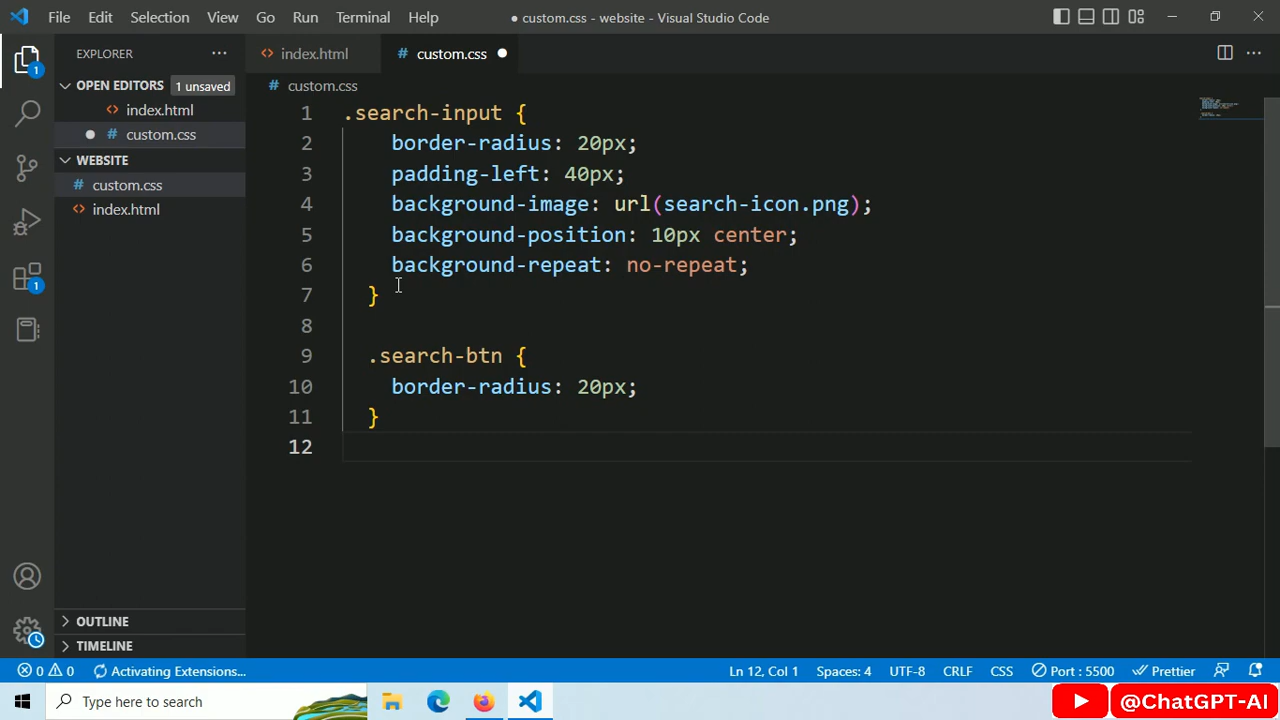 File Edit Selection View Go Run Terminal Help ● custom.css - website - Visual Studio Code
EXPLORER ···
index.html # custom.css ●
OPEN EDITORS 1 unsaved
index.html
● # custom.css
WEBSITE
# custom.css
index.html
# custom.css
1 .search-input {
2 border-radius: 20px;
3 padding-left: 40px;
4 background-image: url(search-icon.png);
5 background-position: 10px center;
6 background-repeat: no-repeat;
7 }
8
9 .search-btn {
10 border-radius: 20px;
11 }
12
1
1
OUTLINE
TIMELINE
0 0 Activating Extensions... Ln 12, Col 1 Spaces: 4 UTF-8 CRLF CSS Port : 5500 Prettier
Type here to search
@ChatGPT-AI